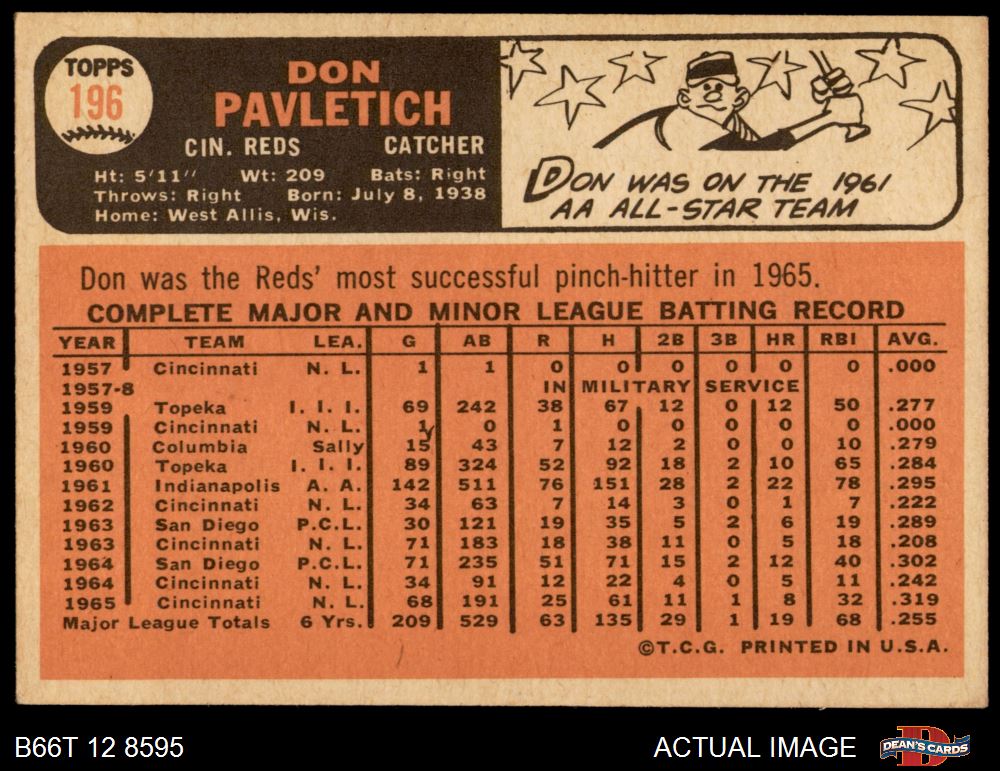 TOPPS
196
DON
PAVLETICH
CIN. REDS CATCHER
Ht: 5'11" Wt: 209 Bats: Right
Throws: Right Born: July 8, 1938
Home: West Allis, Wis.
DON WAS ON THE 1961
AA ALL-STAR TEAM
Don was the Reds' most successful pinch-hitter in 1965.
COMPLETE MAJOR AND MINOR LEAGUE BATTING RECORD
YEAR TEAM LEA. G AB R H 2B 3B HR RBI AVG.
1957 Cincinnati N. L. 1 1 0 0 0 0 0 0 .000
1957-8 IN MILITARY SERVICE
1959 Topeka I. I. I. 69 242 38 67 12 0 12 50 .277
1959 Cincinnati N. L. 1 0 1 0 0 0 0 0 .000
1960 Columbia Sally 15 43 7 12 2 0 0 10 .279
1960 Topeka I. I. I. 89 324 52 92 18 2 10 65 .284
1961 Indianapolis A. A. 142 511 76 151 28 2 22 78 .295
1962 Cincinnati N. L. 34 63 7 14 3 0 1 7 .222
1963 San Diego P.C.L. 30 121 19 35 5 2 6 19 .289
1963 Cincinnati N. L. 71 183 18 38 11 0 5 18 .208
1964 San Diego P.C.L. 71 235 51 71 15 2 12 40 .302
1964 Cincinnati N. L. 34 91 12 22 4 0 5 11 .242
1965 Cincinnati N. L. 68 191 25 61 11 1 8 32 .319
Major League Totals 6 Yrs. 209 529 63 135 29 1 19 68 .255
©T.C.G. PRINTED IN U.S.A.
B66T 12 8595 ACTUAL IMAGE
DEAN'S CARDS